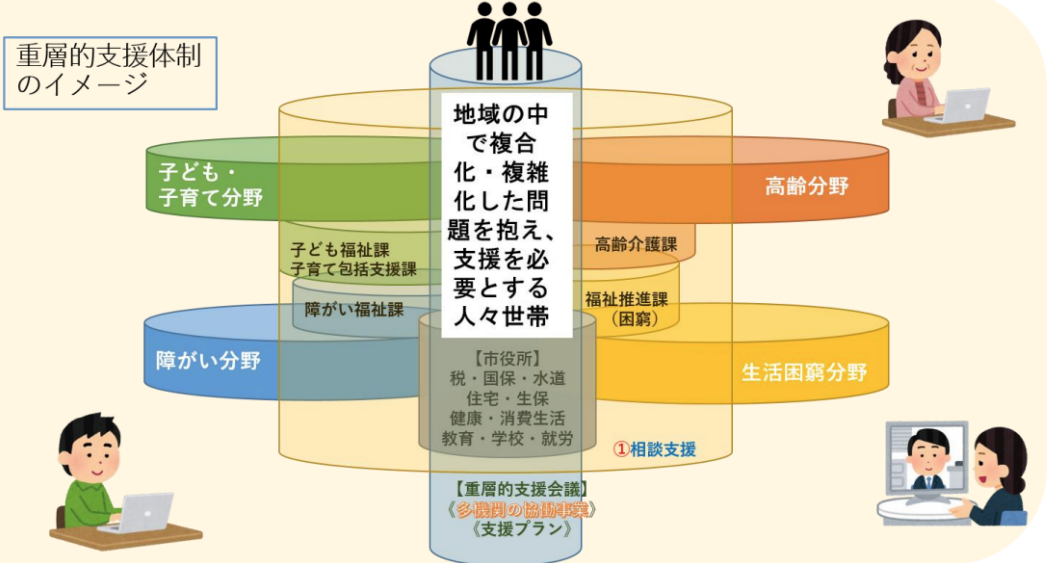 重層的支援体制
のイメージ
地域の中
で複合
化・複雑
化した問
題を抱え、
支援を必
要とする
人々世帯
子ども・
子育て分野
高齢分野
子ども福祉課
子育て包括支援課
高齢介護課
障がい福祉課
福祉推進課
（困窮）
障がい分野
生活困窮分野
【市役所】
税・国保・水道
住宅・生保
健康・消費生活
教育・学校・就労
①相談支援
【重層的支援会議】
《多機関の協働事業》
《支援プラン》